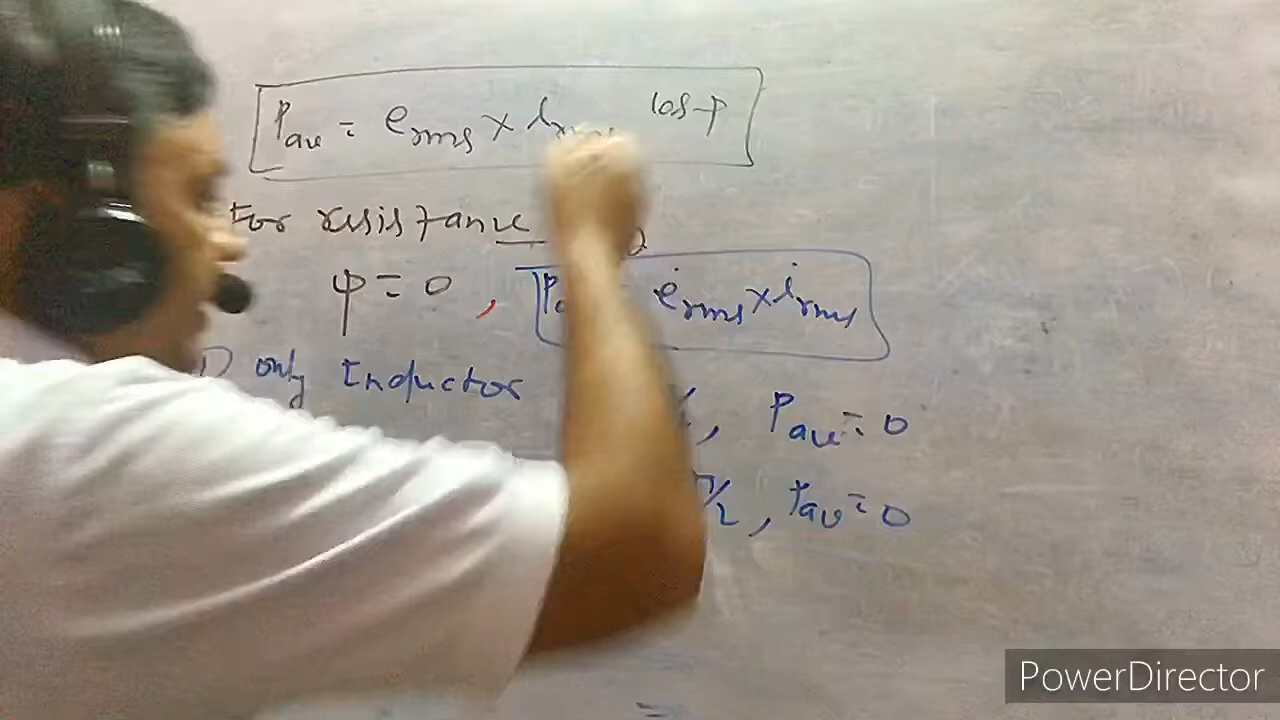 Pav = erms × irms cos φ
For resistance
φ = 0 , erms × irms
only Inductor , Pav = 0
π/2 , Pav = 0
PowerDirector